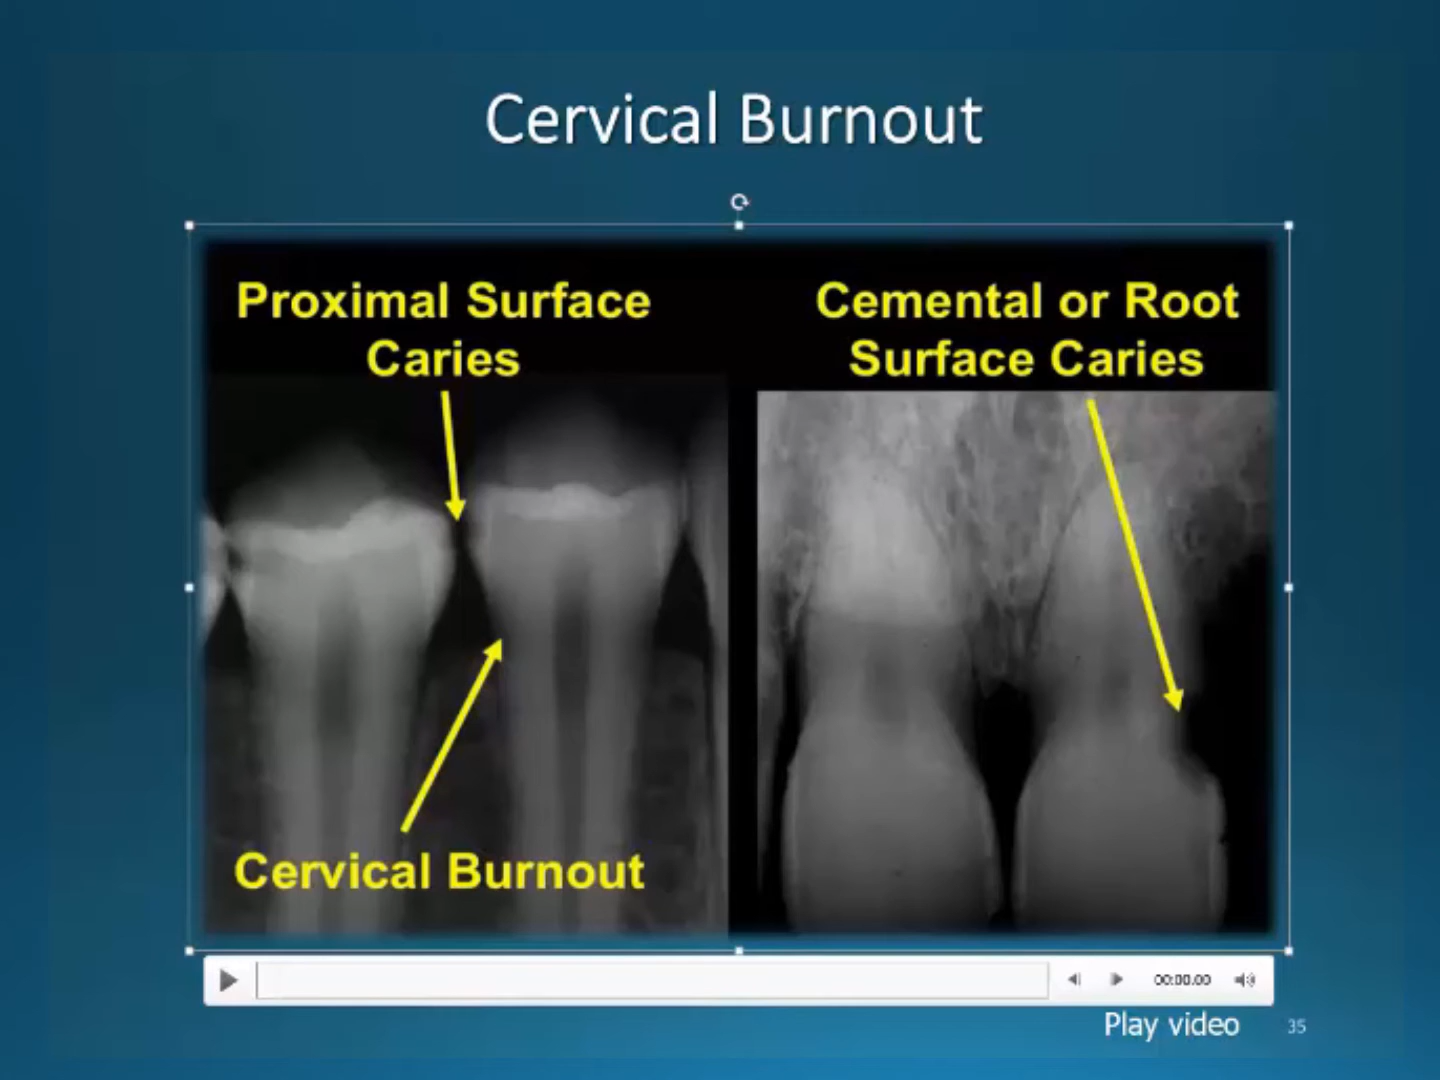 Cervical Burnout
Proximal Surface
Caries
Cemental or Root
Surface Caries
Cervical Burnout
00:00.00
Play video
35